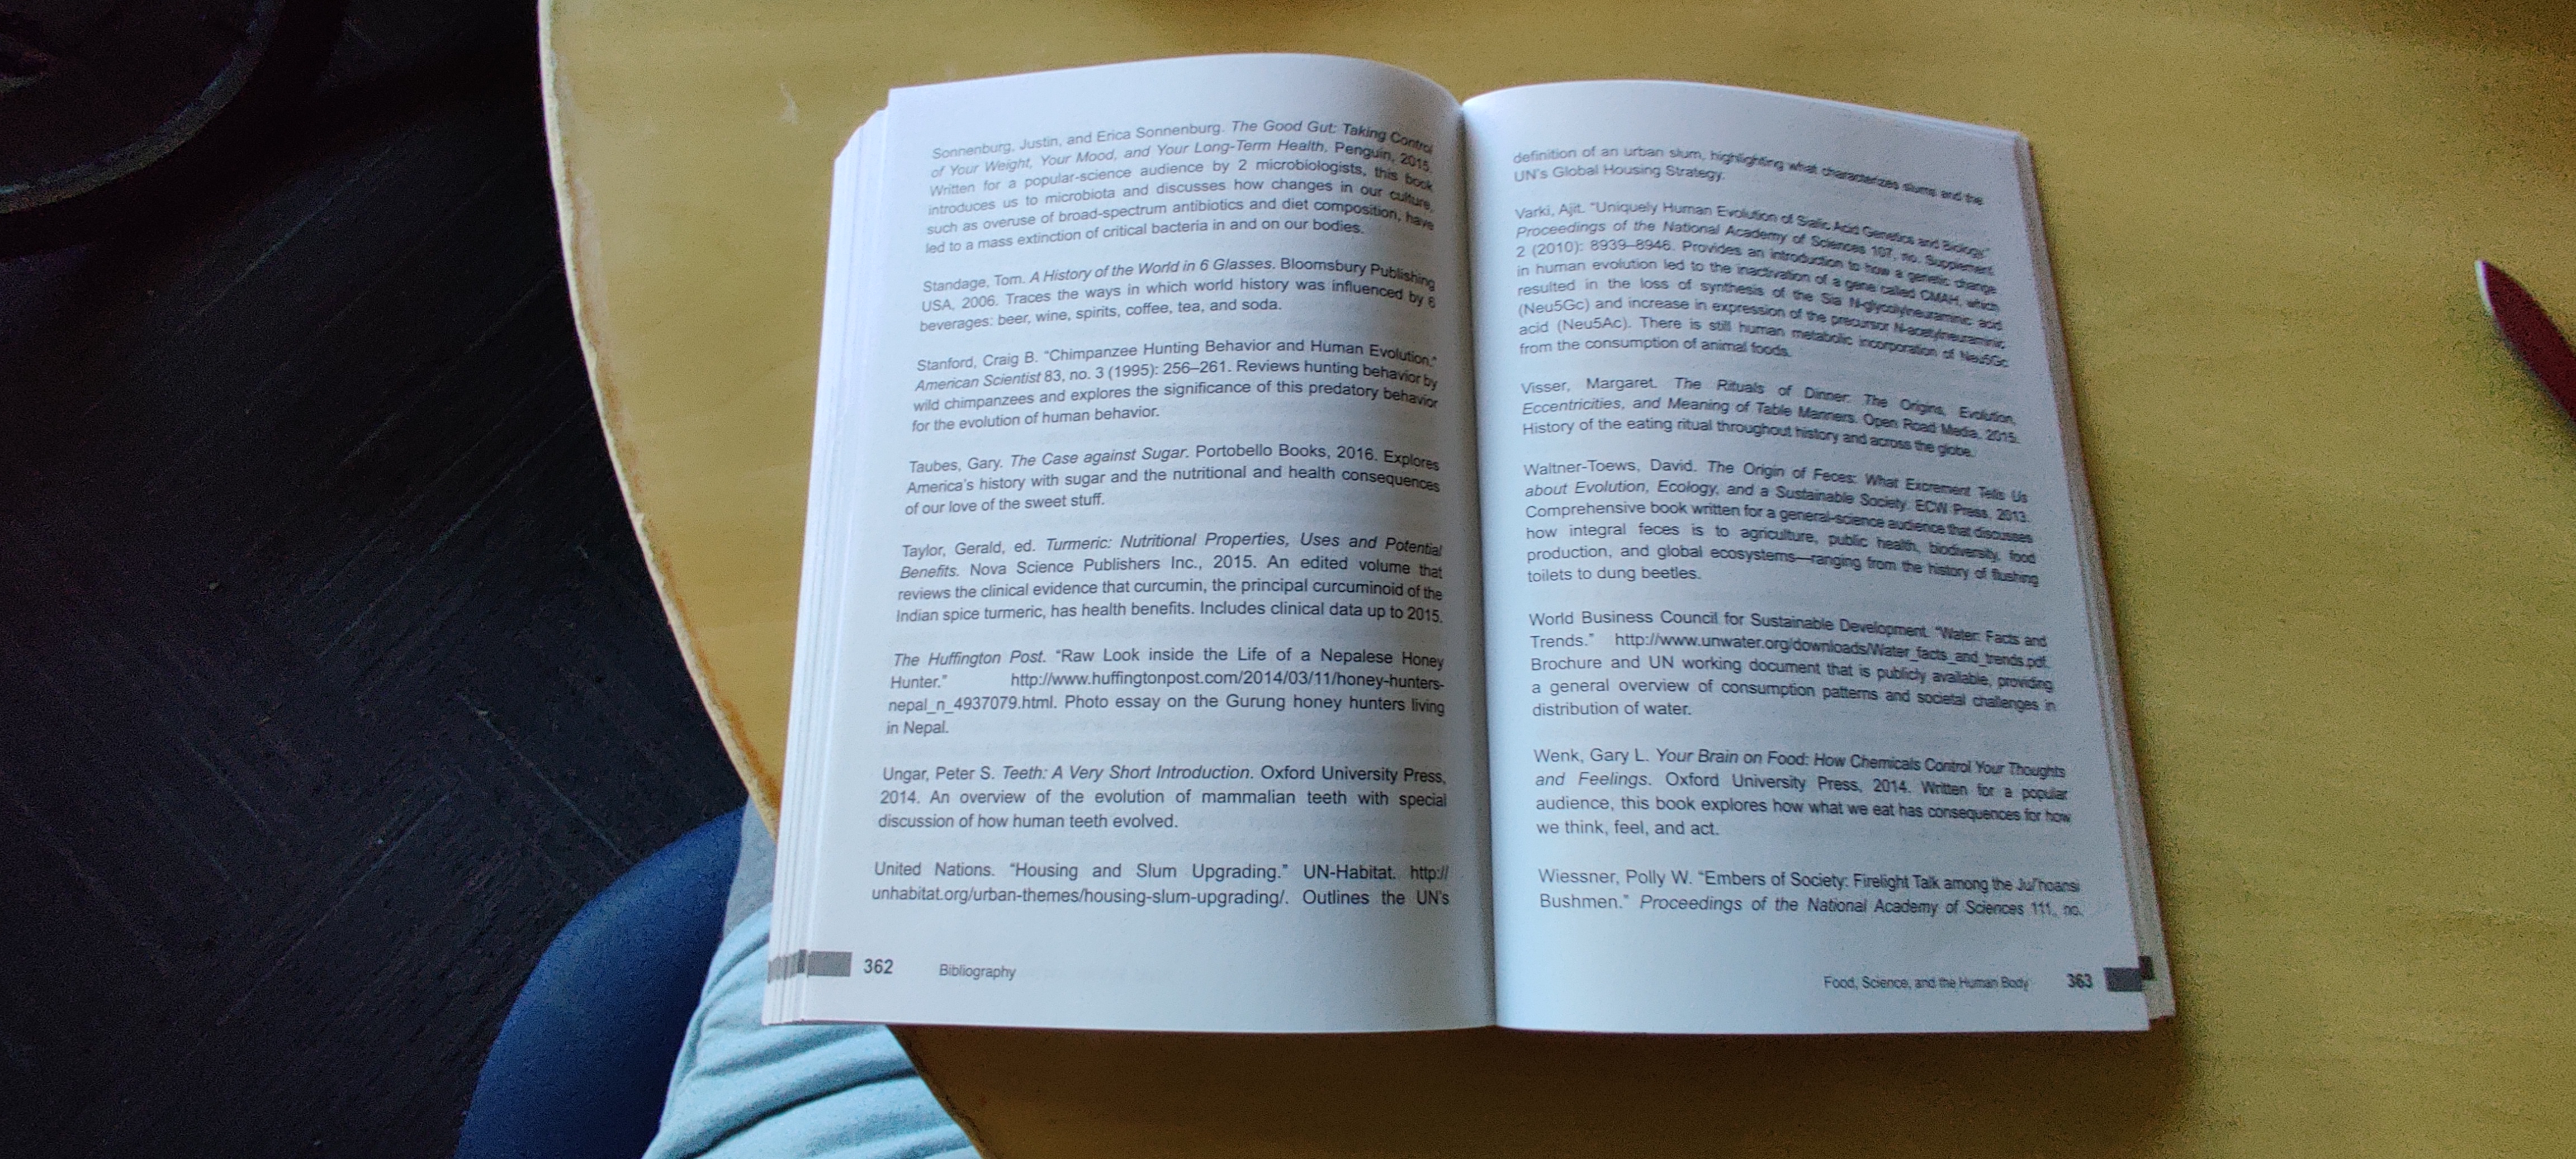 Sonnenburg, Justin, and Erica Sonnenburg. The Good Gut: Taking Control
of Your Weight, Your Mood, and Your Long-Term Health, Penguin, 2015.
Written for a popular-science audience by 2 microbiologists, this book
introduces us to microbiota and discusses how changes in our culture,
such as overuse of broad-spectrum antibiotics and diet composition, have
led to a mass extinction of critical bacteria in and on our bodies.
Standage, Tom. A History of the World in 6 Glasses. Bloomsbury Publishing
USA, 2006. Traces the ways in which world history was influenced by 6
beverages: beer, wine, spirits, coffee, tea, and soda.
Stanford, Craig B. “Chimpanzee Hunting Behavior and Human Evolution.”
American Scientist 83, no. 3 (1995): 256–261. Reviews hunting behavior by
wild chimpanzees and explores the significance of this predatory behavior
for the evolution of human behavior.
Taubes, Gary. The Case against Sugar. Portobello Books, 2016. Explores
America’s history with sugar and the nutritional and health consequences
of our love of the sweet stuff.
Taylor, Gerald, ed. Turmeric: Nutritional Properties, Uses and Potential
Benefits. Nova Science Publishers Inc., 2015. An edited volume that
reviews the clinical evidence that curcumin, the principal curcuminoid of the
Indian spice turmeric, has health benefits. Includes clinical data up to 2015.
The Huffington Post. “Raw Look inside the Life of a Nepalese Honey
Hunter.” http://www.huffingtonpost.com/2014/03/11/honey-hunters-
nepal_n_4937079.html. Photo essay on the Gurung honey hunters living
in Nepal.
Ungar, Peter S. Teeth: A Very Short Introduction. Oxford University Press,
2014. An overview of the evolution of mammalian teeth with special
discussion of how human teeth evolved.
United Nations. “Housing and Slum Upgrading.” UN-Habitat. http://
unhabitat.org/urban-themes/housing-slum-upgrading/. Outlines the UN’s
362 Bibliography
definition of an urban slum, highlighting what characterizes slums and the
UN’s Global Housing Strategy.
Varki, Ajit. “Uniquely Human Evolution of Sialic Acid Genetics and Biology.”
Proceedings of the National Academy of Sciences 107, no. Supplement
2 (2010): 8939–8946. Provides an introduction to how a genetic change
in human evolution led to the inactivation of a gene called CMAH, which
resulted in the loss of synthesis of the Sia N-glycolylneuraminic acid
(Neu5Gc) and increase in expression of the precursor N-acetylneuraminic
acid (Neu5Ac). There is still human metabolic incorporation of Neu5Gc
from the consumption of animal foods.
Visser, Margaret. The Rituals of Dinner: The Origins, Evolution,
Eccentricities, and Meaning of Table Manners. Open Road Media, 2015.
History of the eating ritual throughout history and across the globe.
Waltner-Toews, David. The Origin of Feces: What Excrement Tells Us
about Evolution, Ecology, and a Sustainable Society. ECW Press, 2013.
Comprehensive book written for a general-science audience that discusses
how integral feces is to agriculture, public health, biodiversity, food
production, and global ecosystems—ranging from the history of flushing
toilets to dung beetles.
World Business Council for Sustainable Development. “Water: Facts and
Trends.” http://www.unwater.org/downloads/Water_facts_and_trends.pdf.
Brochure and UN working document that is publicly available, providing
a general overview of consumption patterns and societal challenges in
distribution of water.
Wenk, Gary L. Your Brain on Food: How Chemicals Control Your Thoughts
and Feelings. Oxford University Press, 2014. Written for a popular
audience, this book explores how what we eat has consequences for how
we think, feel, and act.
Wiessner, Polly W. “Embers of Society: Firelight Talk among the Ju/’hoansi
Bushmen.” Proceedings of the National Academy of Sciences 111, no.
Food, Science, and the Human Body 363